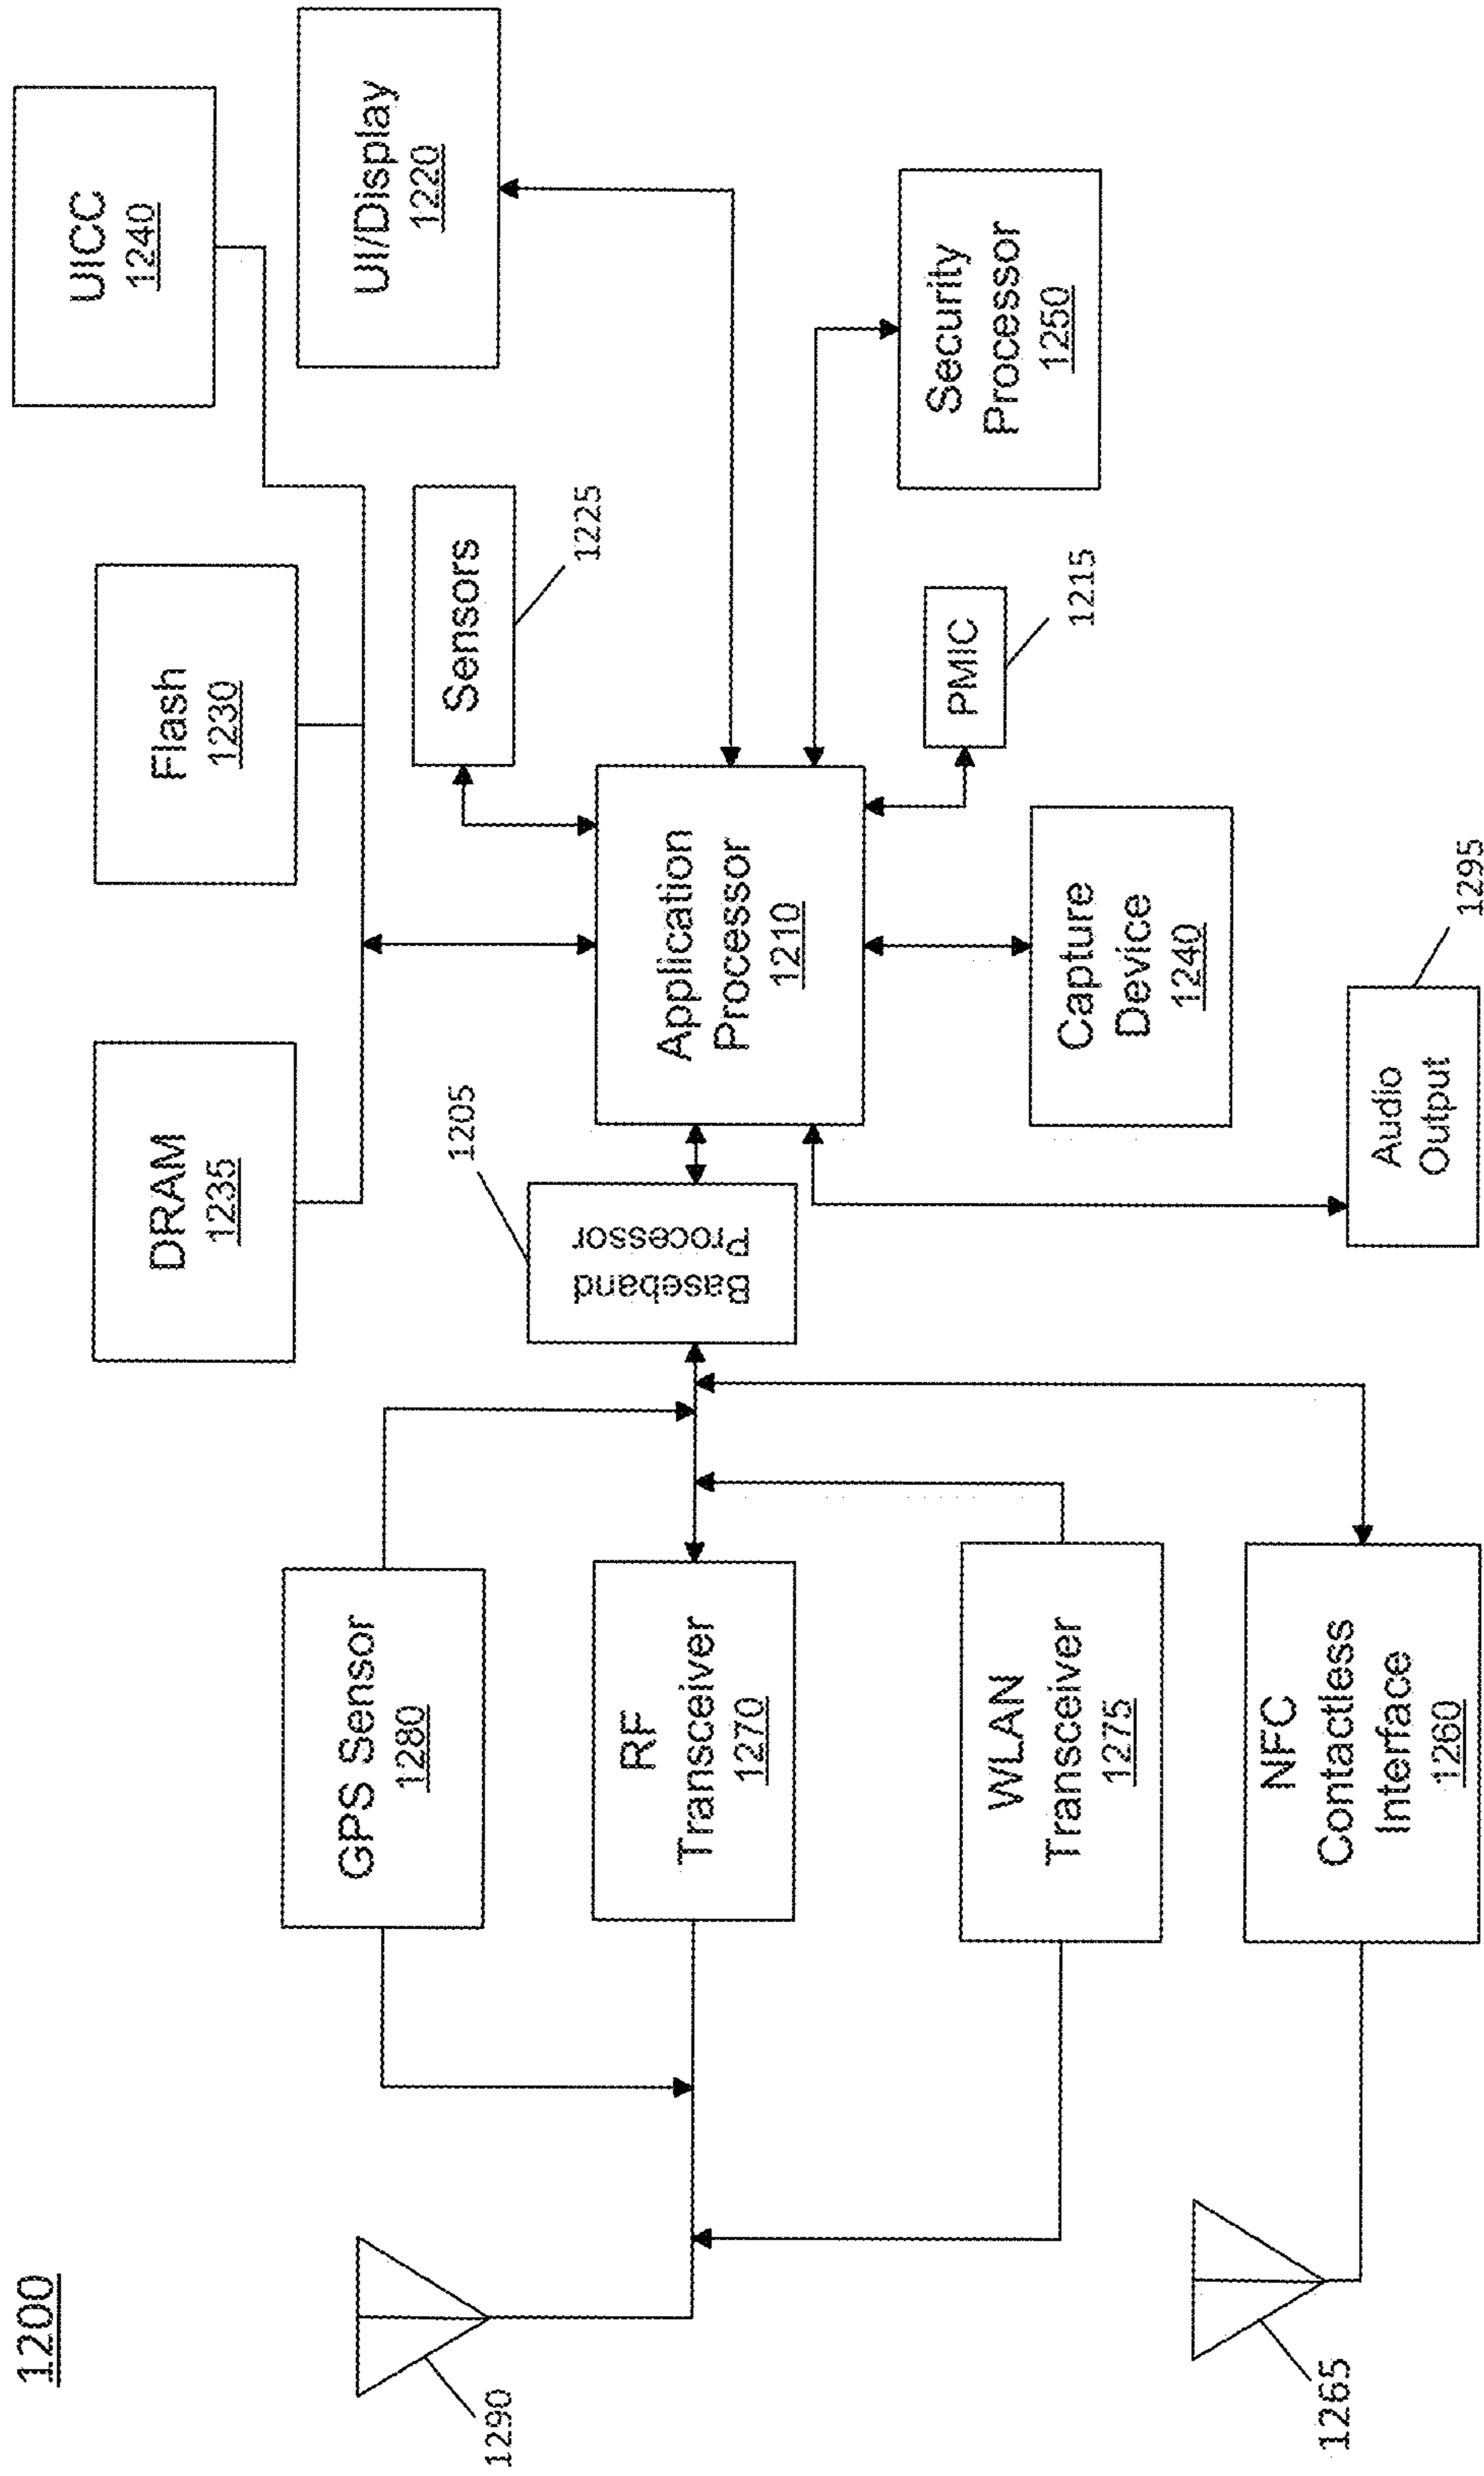 1200
UICC
1240
DRAM
1235
Flash
1230
UI/Display
1220
Sensors
1225
GPS Sensor
1280
1290
RF
Transceiver
1270
Baseband
Processor
1205
Application
Processor
1210
Security
Processor
1250
PMIC
1215
WLAN
Transceiver
1275
Capture
Device
1240
NFC
Contactless
Interface
1260
1265
Audio
Output
1295